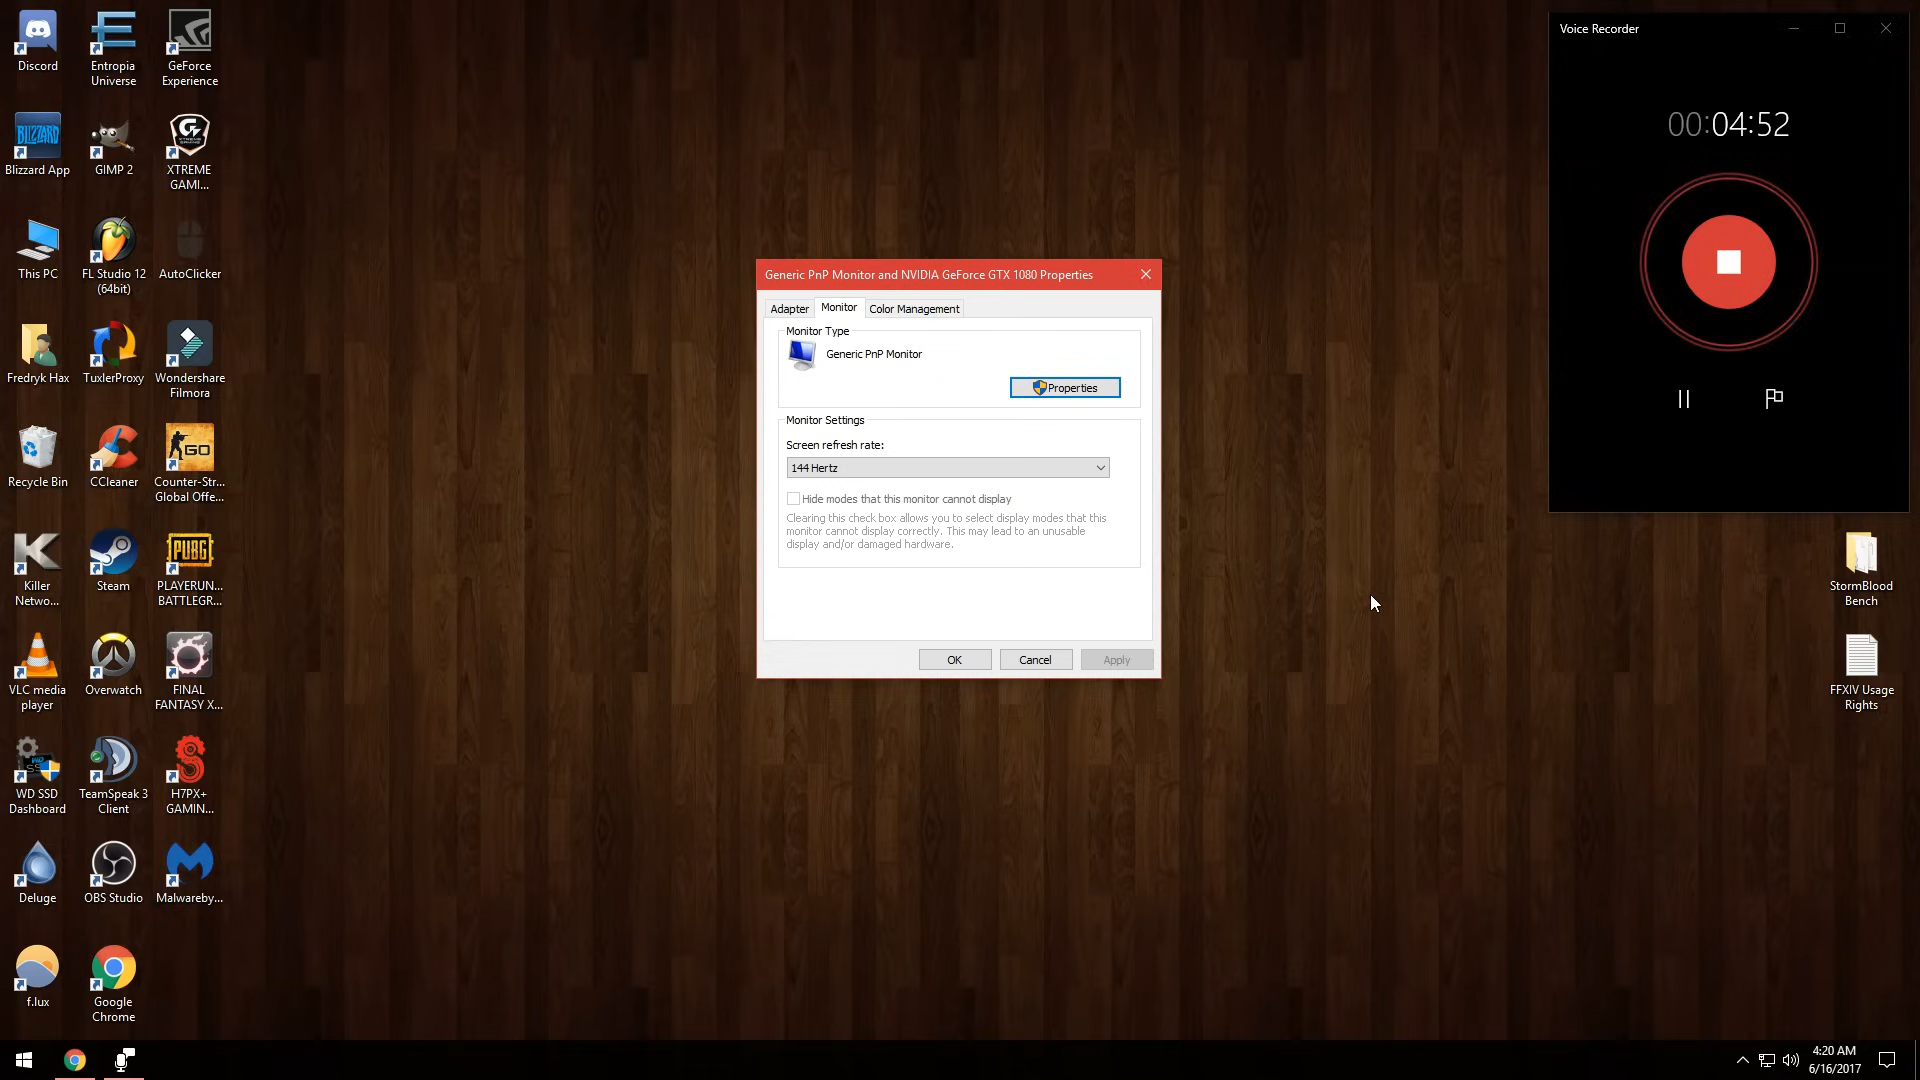 Discord
Entropia
Universe
GeForce
Experience
BLIZZARD
Blizzard App
GIMP 2
XTREME
GAMI...
This PC
FL Studio 12
(64bit)
AutoClicker
Fredryk Hax
TuxlerProxy
Wondershare
Filmora
Recycle Bin
CCleaner
GO
Counter-Str...
Global Offe...
Killer
Netwo...
Steam
PUBG
PLAYERUN...
BATTLEGR...
VLC media
player
Overwatch
FINAL
FANTASY X...
WD SSD
Dashboard
TeamSpeak 3
Client
H7PX+
GAMIN...
Deluge
OBS Studio
Malwareby...
f.lux
Google
Chrome
Generic PnP Monitor and NVIDIA GeForce GTX 1080 Properties
Adapter
Monitor
Color Management
Monitor Type
Generic PnP Monitor
Properties
Monitor Settings
Screen refresh rate:
144 Hertz
Hide modes that this monitor cannot display
Clearing this check box allows you to select display modes that this
monitor cannot display correctly. This may lead to an unusable
display and/or damaged hardware.
OK
Cancel
Apply
Voice Recorder
00:04:52
StormBlood
Bench
FFXIV Usage
Rights
4:20 AM
6/16/2017